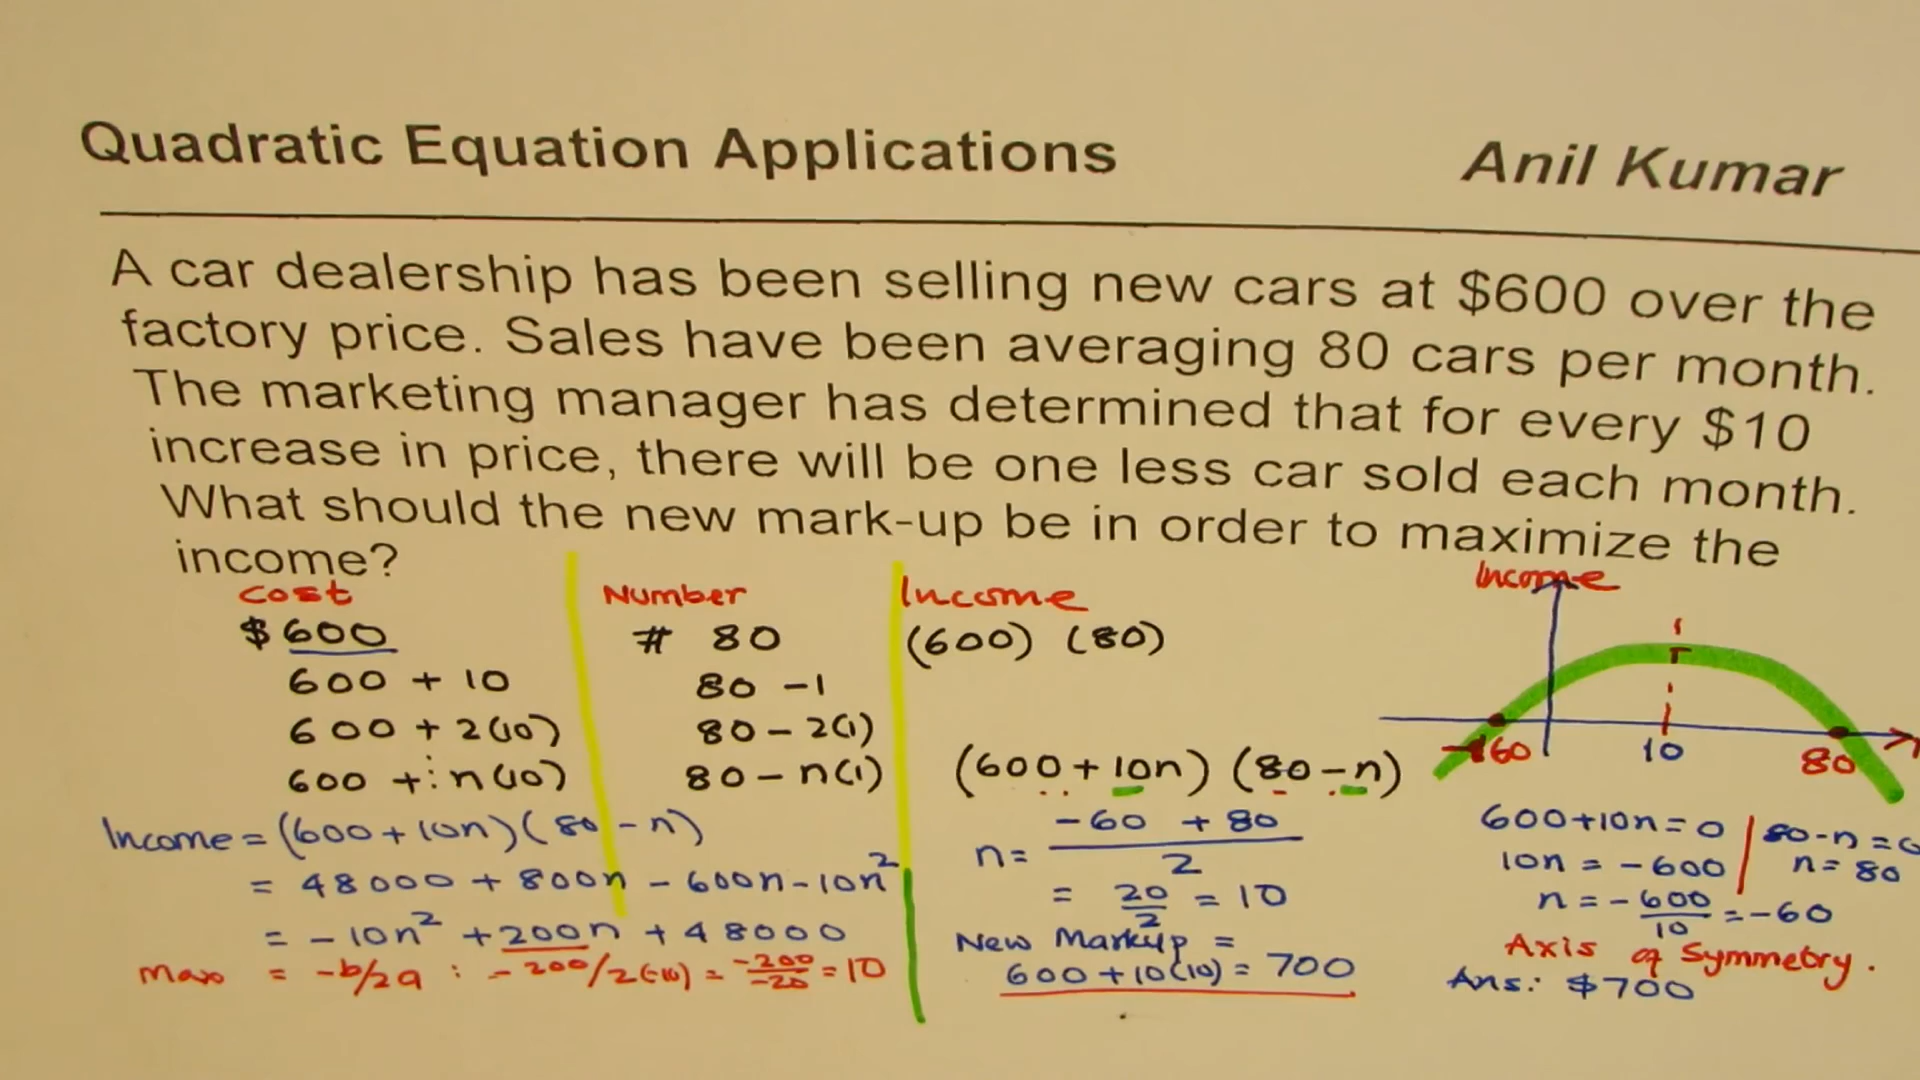 Quadratic Equation Applications Anil Kumar
A car dealership has been selling new cars at $600 over the
factory price. Sales have been averaging 80 cars per month.
The marketing manager has determined that for every $10
increase in price, there will be one less car sold each month.
What should the new mark-up be in order to maximize the
income?
Cost Number Income Income
$ 600 # 80 (600) (80)
600 + 10 80 - 1
600 + 2(10) 80 - 2(1)
600 + n(10) 80 - n(1) (600 + 10n) (80 - n)
-60 10 80
Income = (600 + 10n)(80 - n)
= 48000 + 800n - 600n - 10n²
= -10n² + 200n + 48000
Max = -b/2a : -200/2(-10) = -200/-20 = 10
n = -60 + 80 / 2
= 20/2 = 10
New Markup =
600 + 10(10) = 700
600+10n = 0 | 80-n = 0
10n = -600 n = 80
n = -600/10 = -60
Axis of Symmetry.
Ans: $700